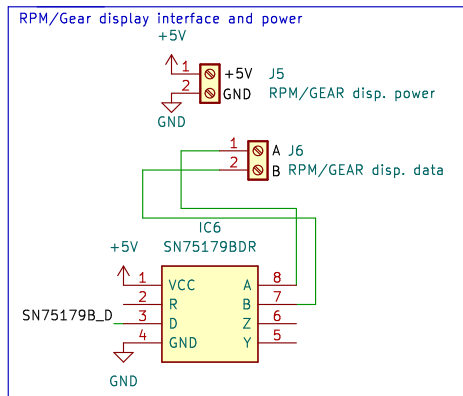 RPM/Gear display interface and power
+5V
1 +5V J5
2 GND RPM/GEAR disp. power
GND
1 A J6
2 B RPM/GEAR disp. data
IC6
SN75179BDR
+5V
1 VCC A 8
2 R B 7
SN75179B_D 3 D Z 6
4 GND Y 5
GND